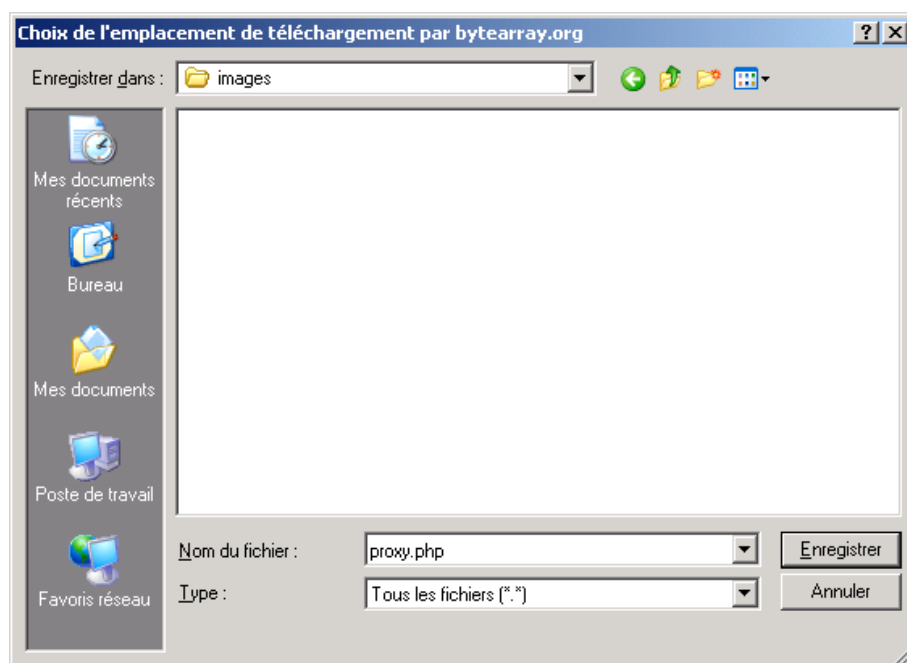 Choix de l'emplacement de téléchargement par bytearray.org
Enregistrer dans :
images
Mes documents
récents
Bureau
Mes documents
Poste de travail
Favoris réseau
Nom du fichier :
proxy.php
Enregistrer
Type :
Tous les fichiers (*.*)
Annuler